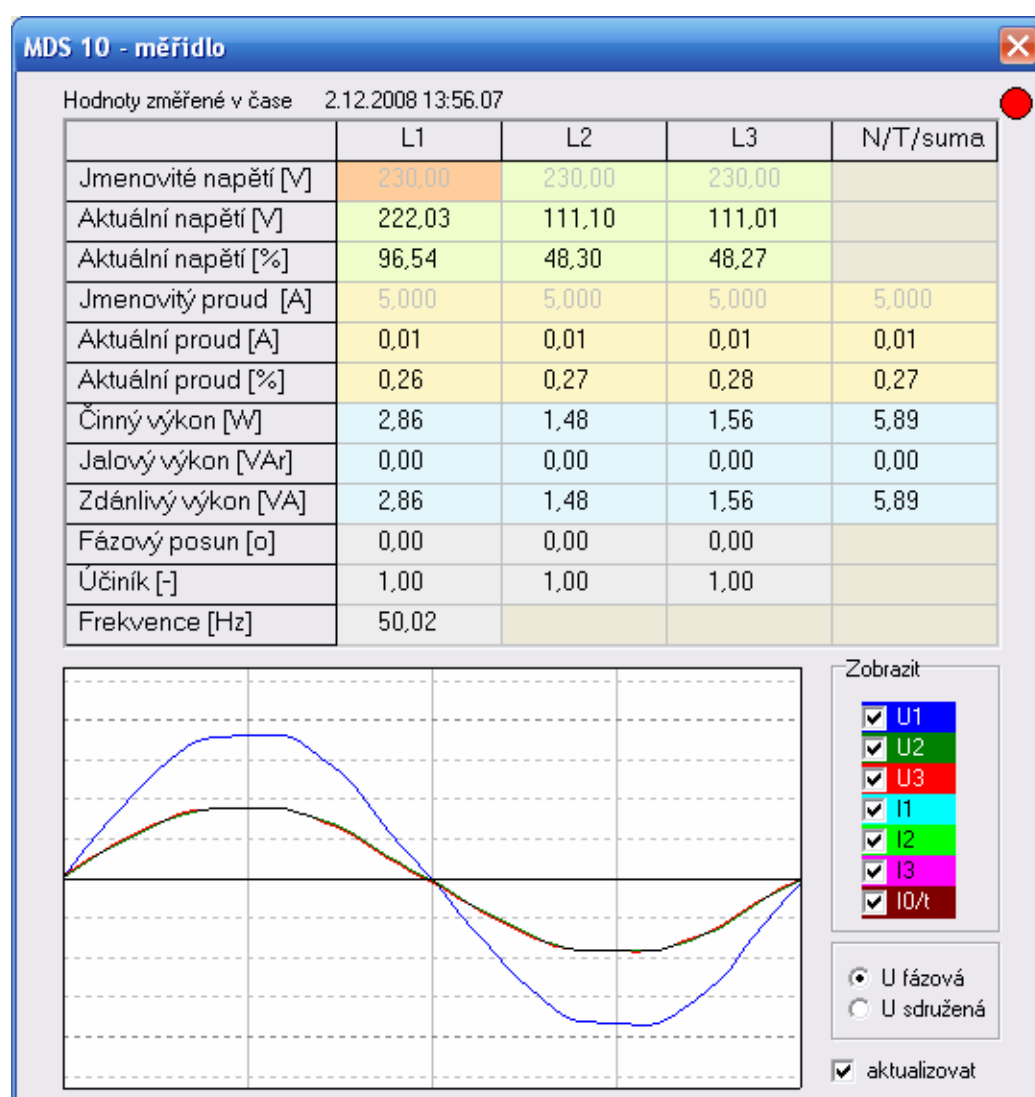 MDS 10 - měřidlo
Hodnoty změřené v čase 2.12.2008 13:56.07
L1 L2 L3 N/T/suma
Jmenovité napětí [V] 230,00 230,00 230,00
Aktuální napětí [V] 222,03 111,10 111,01
Aktuální napětí [%] 96,54 48,30 48,27
Jmenovitý proud [A] 5,000 5,000 5,000 5,000
Aktuální proud [A] 0,01 0,01 0,01 0,01
Aktuální proud [%] 0,26 0,27 0,28 0,27
Činný výkon [W] 2,86 1,48 1,56 5,89
Jalový výkon [VAr] 0,00 0,00 0,00 0,00
Zdánlivý výkon [VA] 2,86 1,48 1,56 5,89
Fázový posun [o] 0,00 0,00 0,00
Účiník [-] 1,00 1,00 1,00
Frekvence [Hz] 50,02
Zobrazit
U1
U2
U3
I1
I2
I3
I0/t
U fázová
U sdružená
aktualizovat